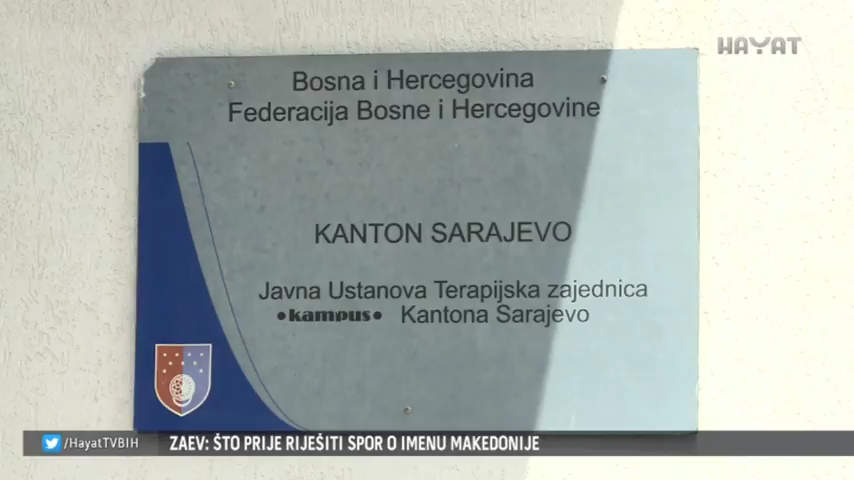 HAYAT
Bosna i Hercegovina
Federacija Bosne i Hercegovine
KANTON SARAJEVO
Javna Ustanova Terapijska zajednica
•kampus• Kantona Sarajevo
/HayatTVBIH ZAEV: ŠTO PRIJE RIJEŠITI SPOR O IMENU MAKEDONIJE